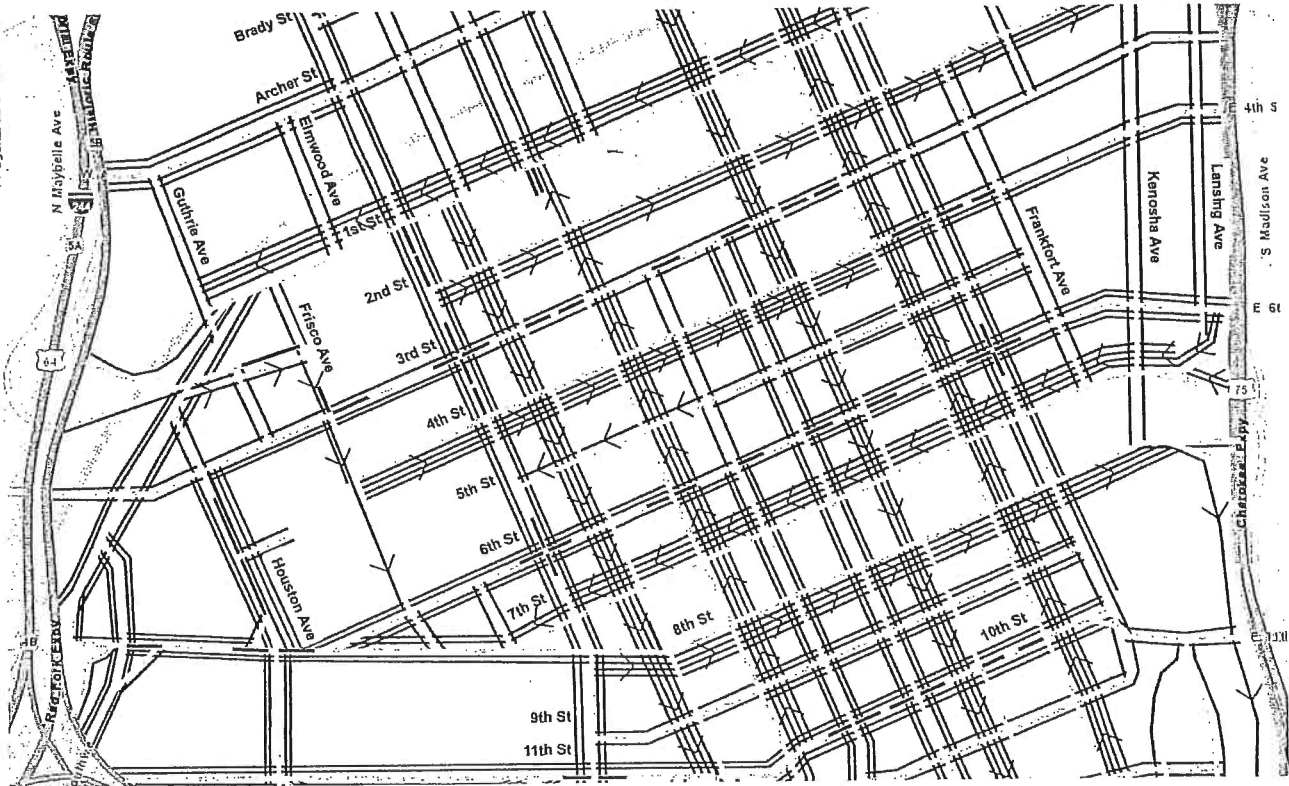 Brady St
Archer St
N Maybelle Ave
Elmwood Ave
E 4th S
Guthrie Ave
1st St
Kenosha Ave
Lansing Ave
S Madison Ave
5A
2nd St
Frankfort Ave
Frisco Ave
3rd St
E 6t
64
4th St
75
5th St
Cherokee Expy
6th St
Houston Ave
7th St
8th St
10th St
9th St
11th St